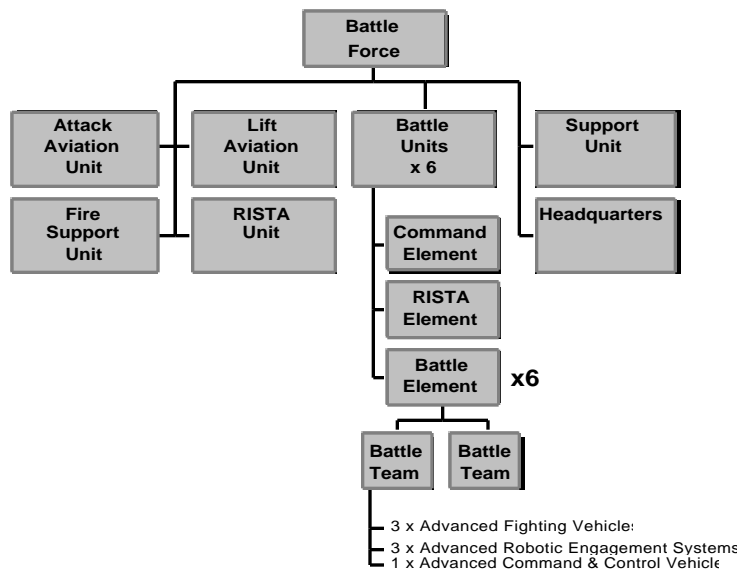 Battle
Force
Attack
Aviation
Unit
Lift
Aviation
Unit
Battle
Units
x 6
Support
Unit
Fire
Support
Unit
RISTA
Unit
Headquarters
Command
Element
RISTA
Element
Battle
Element
x6
Battle
Team
Battle
Team
3 x Advanced Fighting Vehicles
3 x Advanced Robotic Engagement Systems
1 x Advanced Command & Control Vehicle